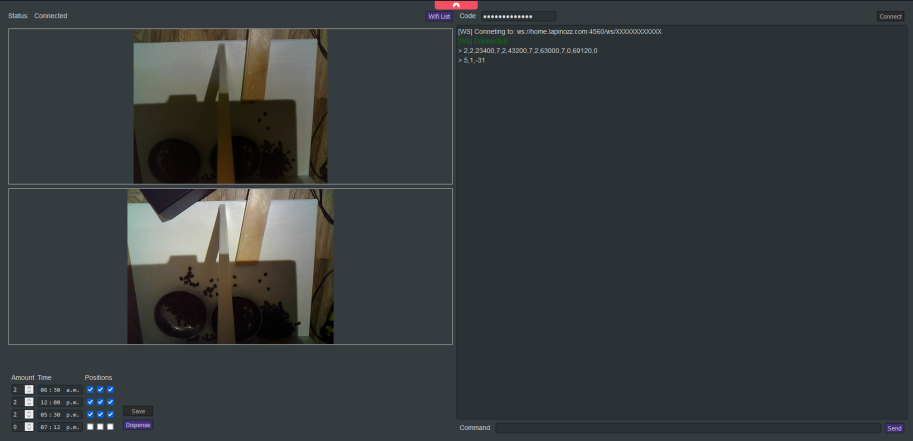 Status: Connected
Wifi List
Code •••••••••••••
Connect
[WS] Conneting to: ws://home.lapinozz.com:4560/ws/XXXXXXXXXXXX
[WS] Connected
> 2,2,23400,7,2,43200,7,2,63000,7,0,69120,0
> 5,1,-31
Amount Time Positions
2 06:30 a.m.
2 12:00 p.m.
2 05:30 p.m.
0 07:12 p.m.
Save
Dispense
Command
Send